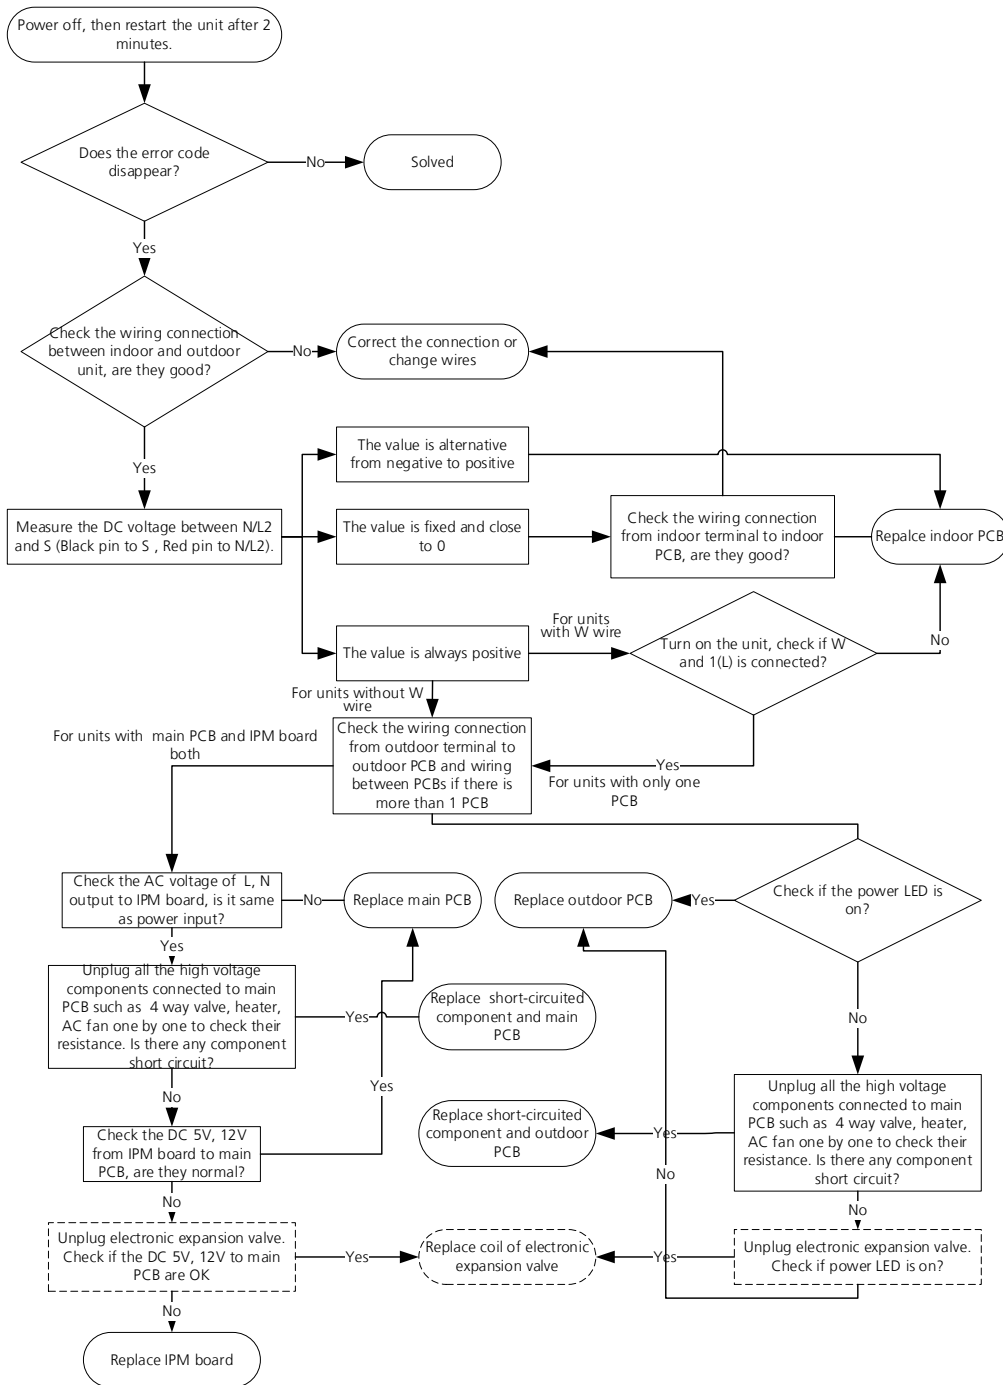 Power off, then restart the unit after 2
minutes.
Does the error code
disappear?
No
Solved
Yes
Check the wiring connection
between indoor and outdoor
unit, are they good?
No
Correct the connection or
change wires
Yes
The value is alternative
from negative to positive
Measure the DC voltage between N/L2
and S (Black pin to S , Red pin to N/L2).
The value is fixed and close
to 0
Check the wiring connection
from indoor terminal to indoor
PCB, are they good?
Repalce indoor PCB
The value is always positive
For units
with W wire
Turn on the unit, check if W
and 1(L) is connected?
No
For units without W
wire
For units with  main PCB and IPM board
both
Check the wiring connection
from outdoor terminal to
outdoor PCB and wiring
between PCBs if there is
more than 1 PCB
Yes
For units with only one
PCB
Check the AC voltage of  L, N
output to IPM board, is it same
as power input?
No
Replace main PCB
Replace outdoor PCB
Yes
Check if the power LED is
on?
Yes
Unplug all the high voltage
components connected to main
PCB such as  4 way valve, heater,
AC fan one by one to check their
resistance. Is there any component
short circuit?
Yes
Replace  short-circuited
component and main
PCB
No
No
Yes
Check the DC 5V, 12V
from IPM board to main
PCB, are they normal?
Replace short-circuited
component and outdoor
PCB
Yes
Unplug all the high voltage
components connected to main
PCB such as  4 way valve, heater,
AC fan one by one to check their
resistance. Is there any component
short circuit?
No
No
No
Unplug electronic expansion valve.
Check if the DC 5V, 12V to main
PCB are OK
Yes
Replace coil of electronic
expansion valve
Yes
Unplug electronic expansion valve.
Check if power LED is on?
No
Replace IPM board